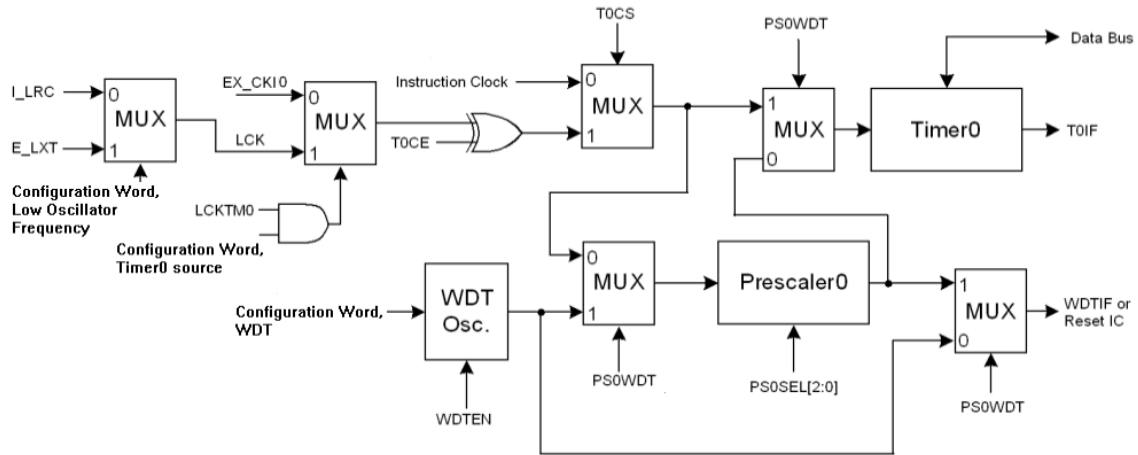 T0CS
PS0WDT
Data Bus
I_LRC
0
MUX
E_LXT
1
Configuration Word,
Low Oscillator
Frequency
EX_CKI0
0
MUX
LCK
1
LCKTM0
Configuration Word,
Timer0 source
T0CE
Instruction Clock
0
MUX
1
1
MUX
0
Timer0
T0IF
Configuration Word,
WDT
WDT
Osc.
WDTEN
0
MUX
1
PS0WDT
Prescaler0
PS0SEL[2:0]
1
MUX
0
WDTIF or
Reset IC
PS0WDT